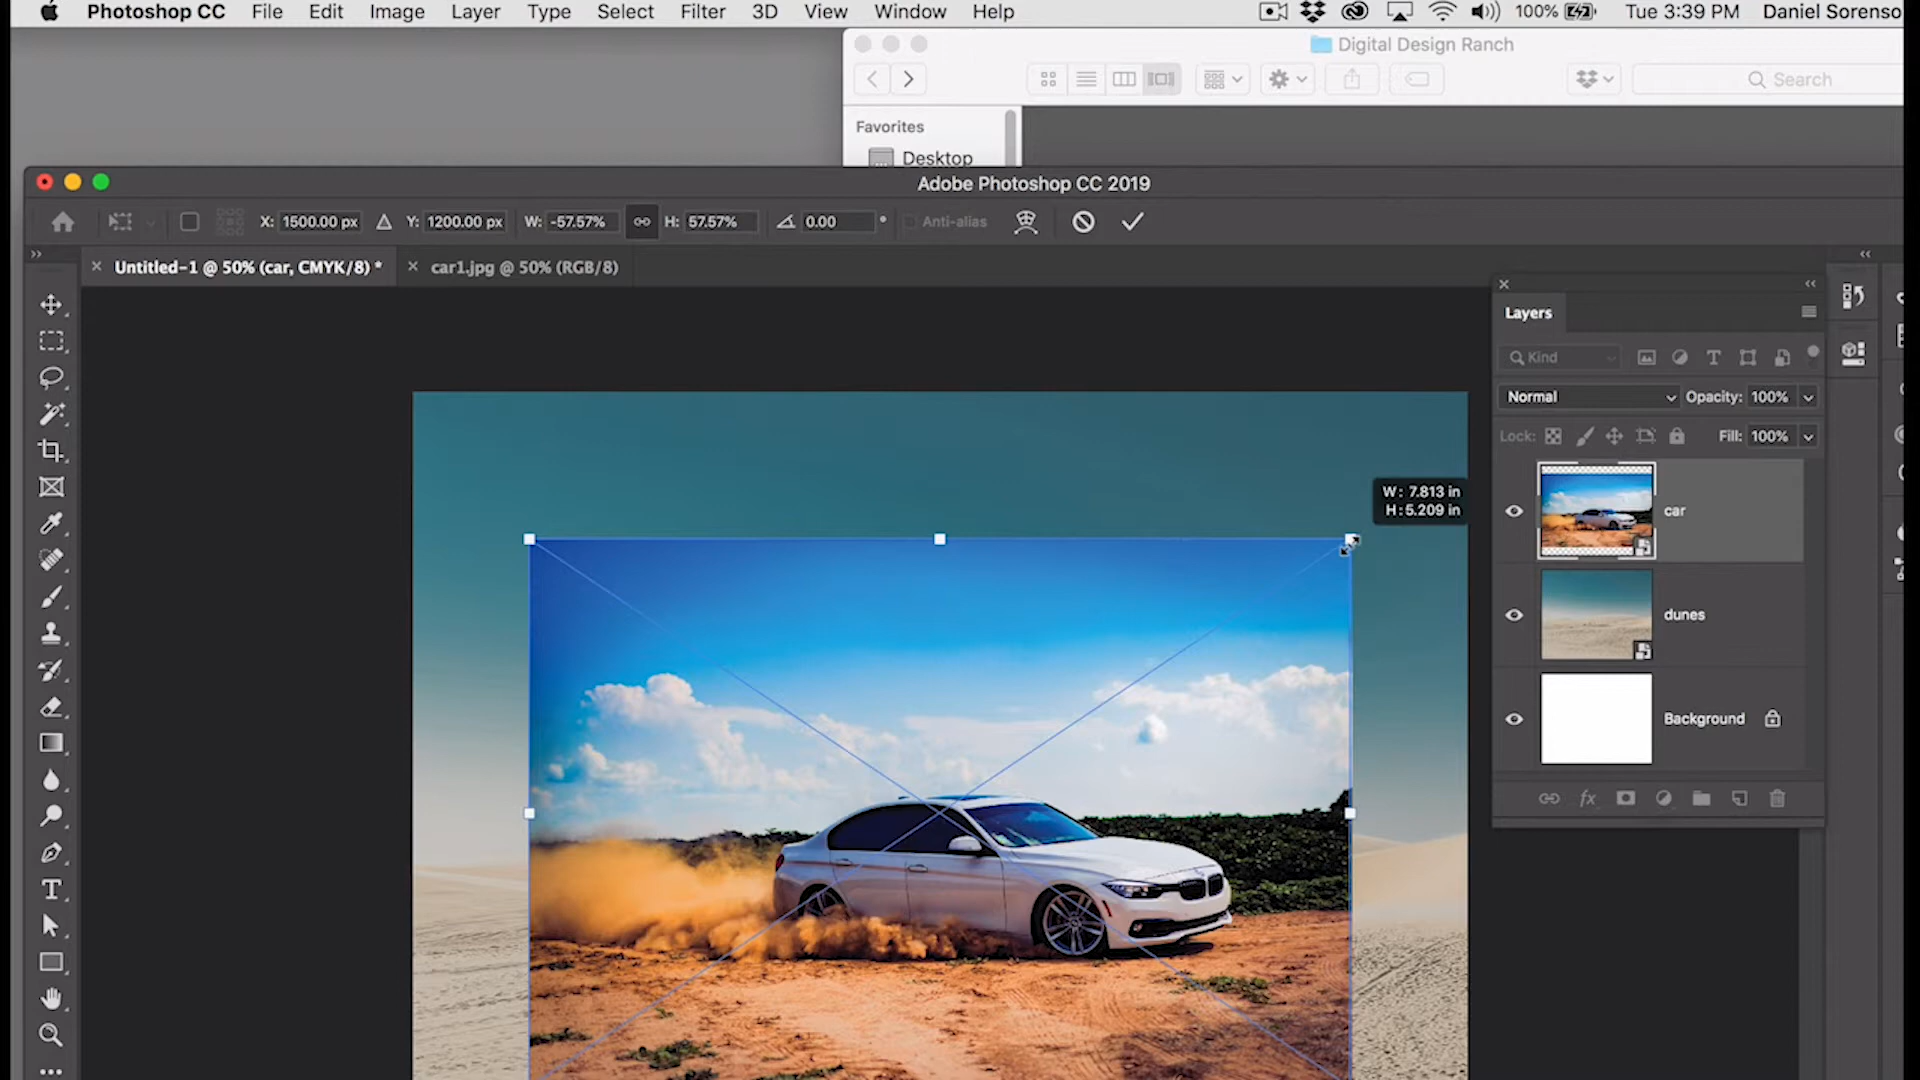 Photoshop CC File Edit Image Layer Type Select Filter 3D View Window Help 100% Tue 3:39 PM Daniel Sorenso
Digital Design Ranch
Search
Favorites
Desktop
Adobe Photoshop CC 2019
X: 1500.00 px Y: 1200.00 px W: -57.57% H: 57.57% 0.00 ° Anti-alias
Untitled-1 @ 50% (car, CMYK/8) * car1.jpg @ 50% (RGB/8)
Layers
Kind
Normal Opacity: 100%
Lock: Fill: 100%
W: 7.813 in
H: 5.209 in
car
dunes
Background